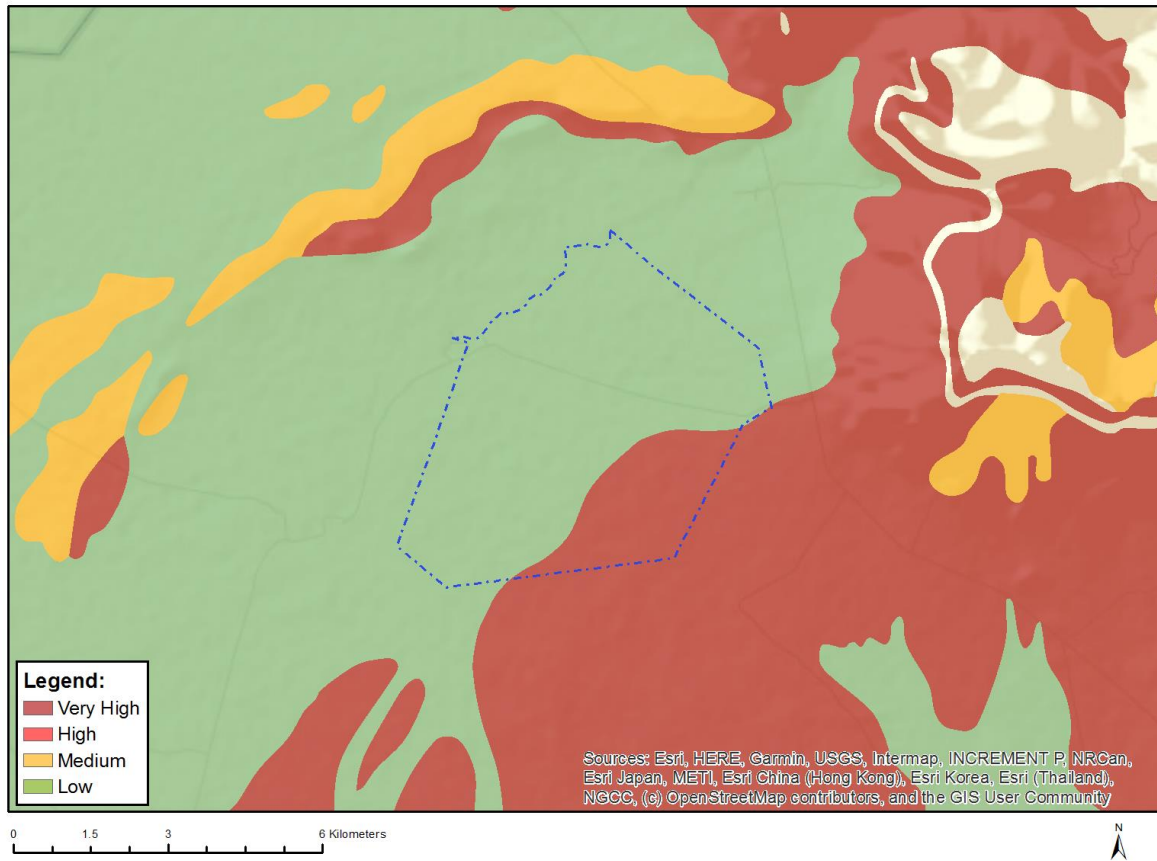 Legend:
Very High
High
Medium
Low
Sources: Esri, HERE, Garmin, USGS, Intermap, INCREMENT P, NRCan,
Esri Japan, METI, Esri China (Hong Kong), Esri Korea, Esri (Thailand),
NGCC, (c) OpenStreetMap contributors, and the GIS User Community
0 1.5 3 6 Kilometers
N